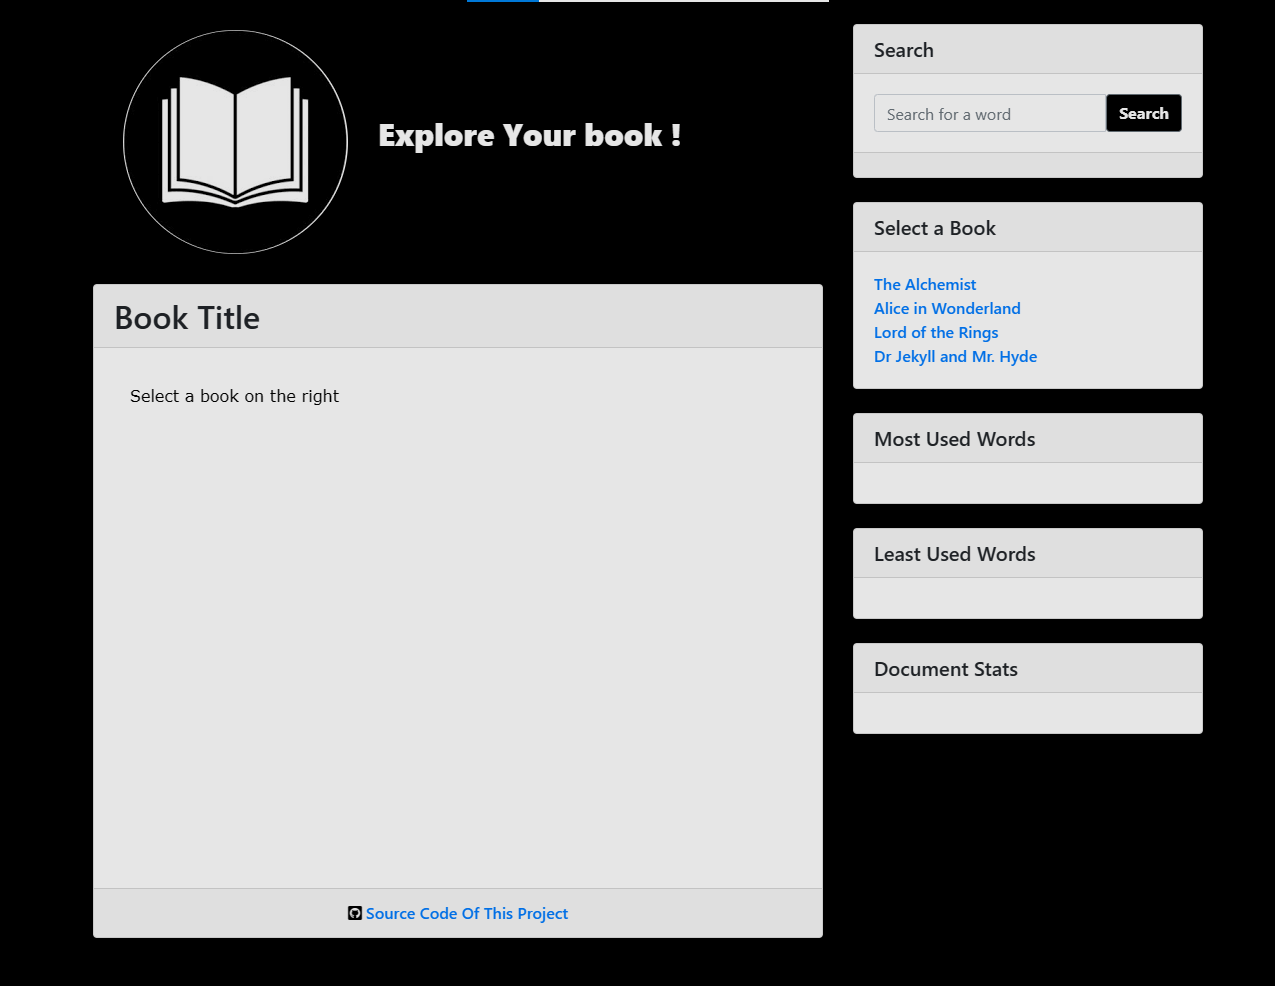 Explore Your book !
Book Title
Select a book on the right
Source Code Of This Project
Search
Search for a word
Search
Select a Book
The Alchemist
Alice in Wonderland
Lord of the Rings
Dr Jekyll and Mr. Hyde
Most Used Words
Least Used Words
Document Stats